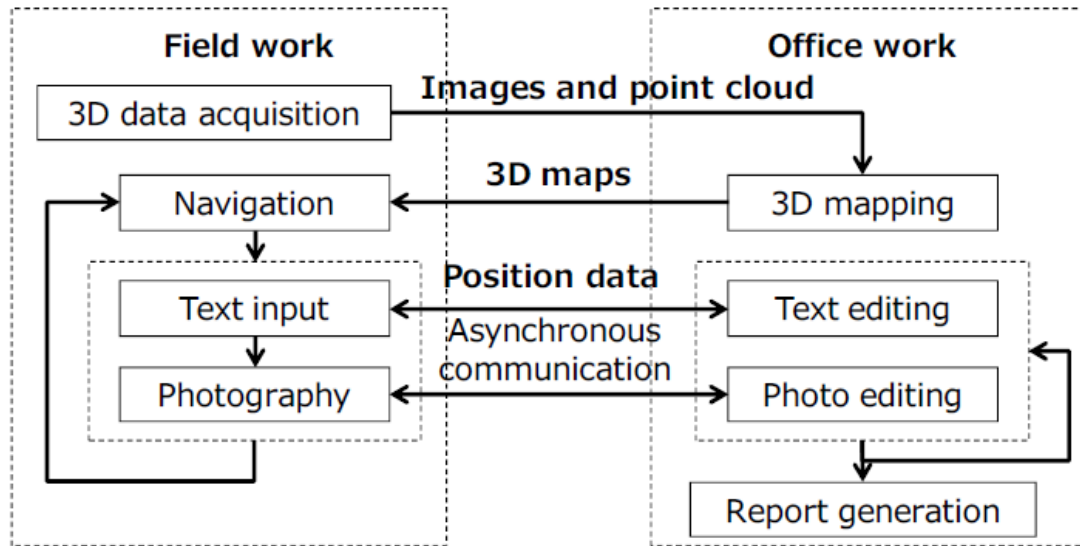 Field work
Office work
Images and point cloud
3D data acquisition
3D maps
Navigation
3D mapping
Position data
Text input
Text editing
Asynchronous
communication
Photography
Photo editing
Report generation